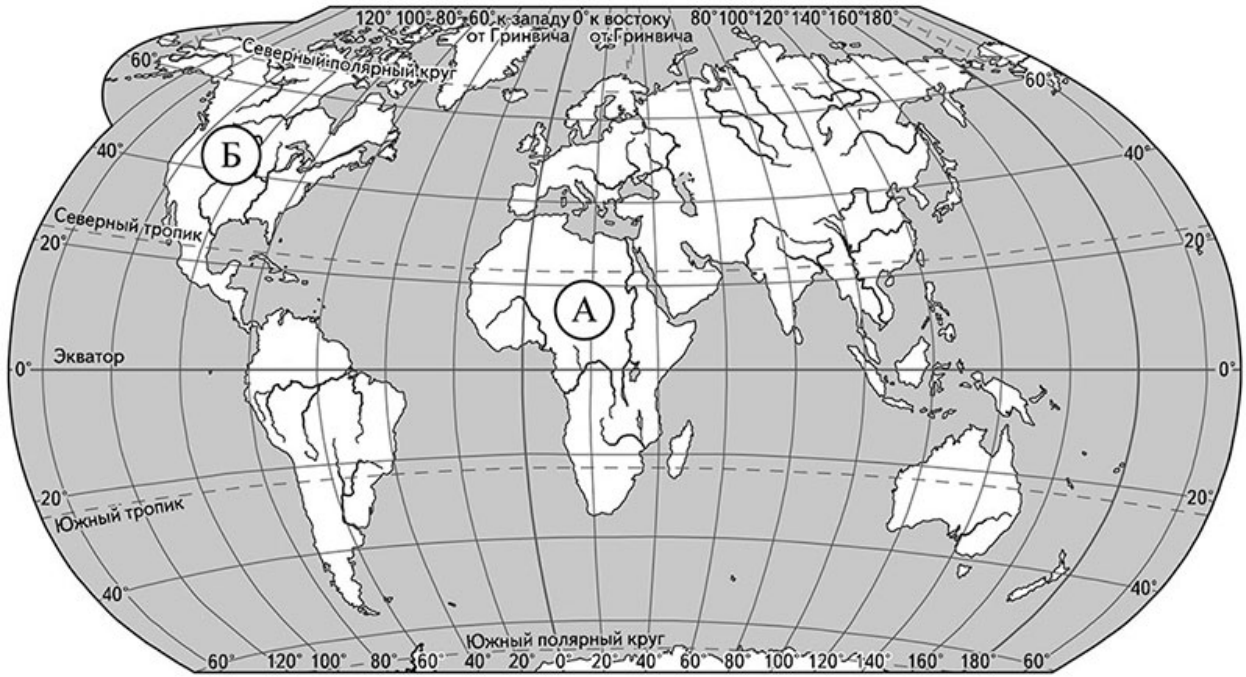 120° 100° 80° 60° к западу 0° к востоку 80° 100° 120° 140° 160° 180°
от Гринвича от Гринвича
Северный полярный круг
60°
60°
Б
40°
40°
Северный тропик
20°
20°
А
Экватор
0°
0°
20°
20°
Южный тропик
40°
40°
Южный полярный круг
60° 120° 100° 80° 60° 40° 20° 0° 20° 40° 60° 80° 100° 120° 140° 180° 60°